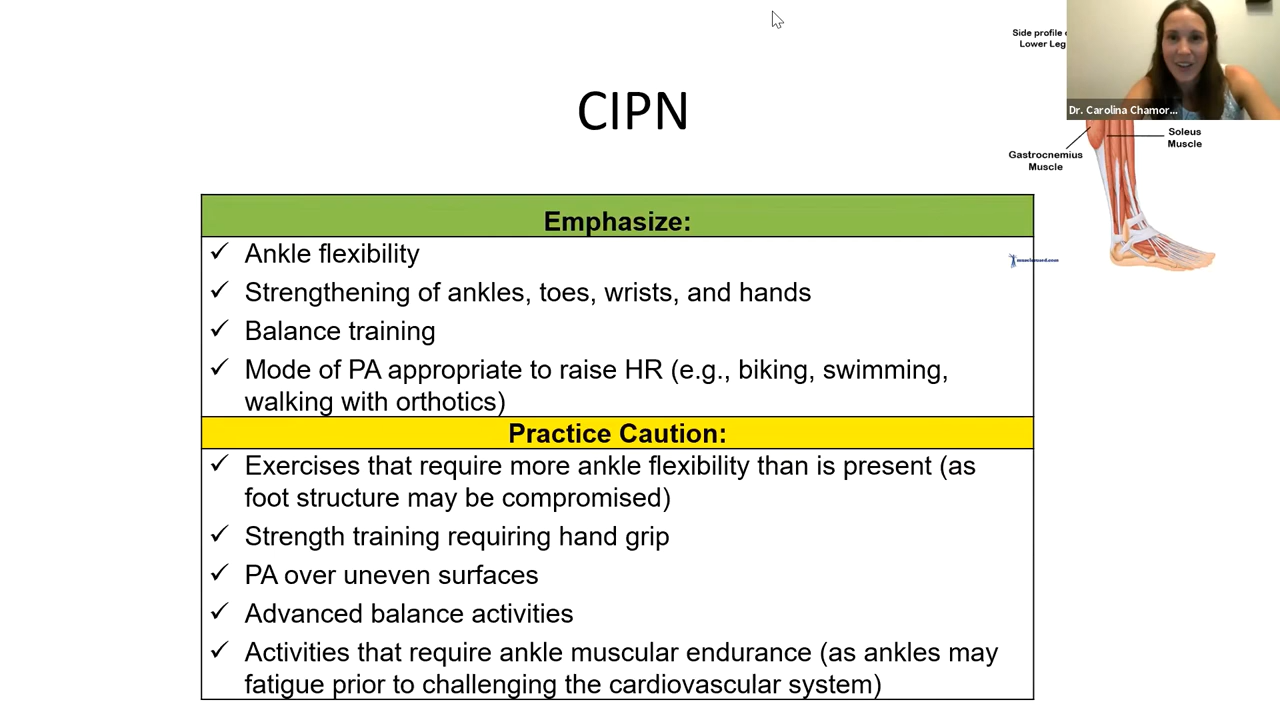 Side profile
Lower Leg
Dr. Carolina Chamor...
CIPN
Soleus
Muscle
Gastrocnemius
Muscle
Emphasize:
✓ Ankle flexibility
✓ Strengthening of ankles, toes, wrists, and hands
✓ Balance training
✓ Mode of PA appropriate to raise HR (e.g., biking, swimming,
walking with orthotics)
Practice Caution:
✓ Exercises that require more ankle flexibility than is present (as
foot structure may be compromised)
✓ Strength training requiring hand grip
✓ PA over uneven surfaces
✓ Advanced balance activities
✓ Activities that require ankle muscular endurance (as ankles may
fatigue prior to challenging the cardiovascular system)